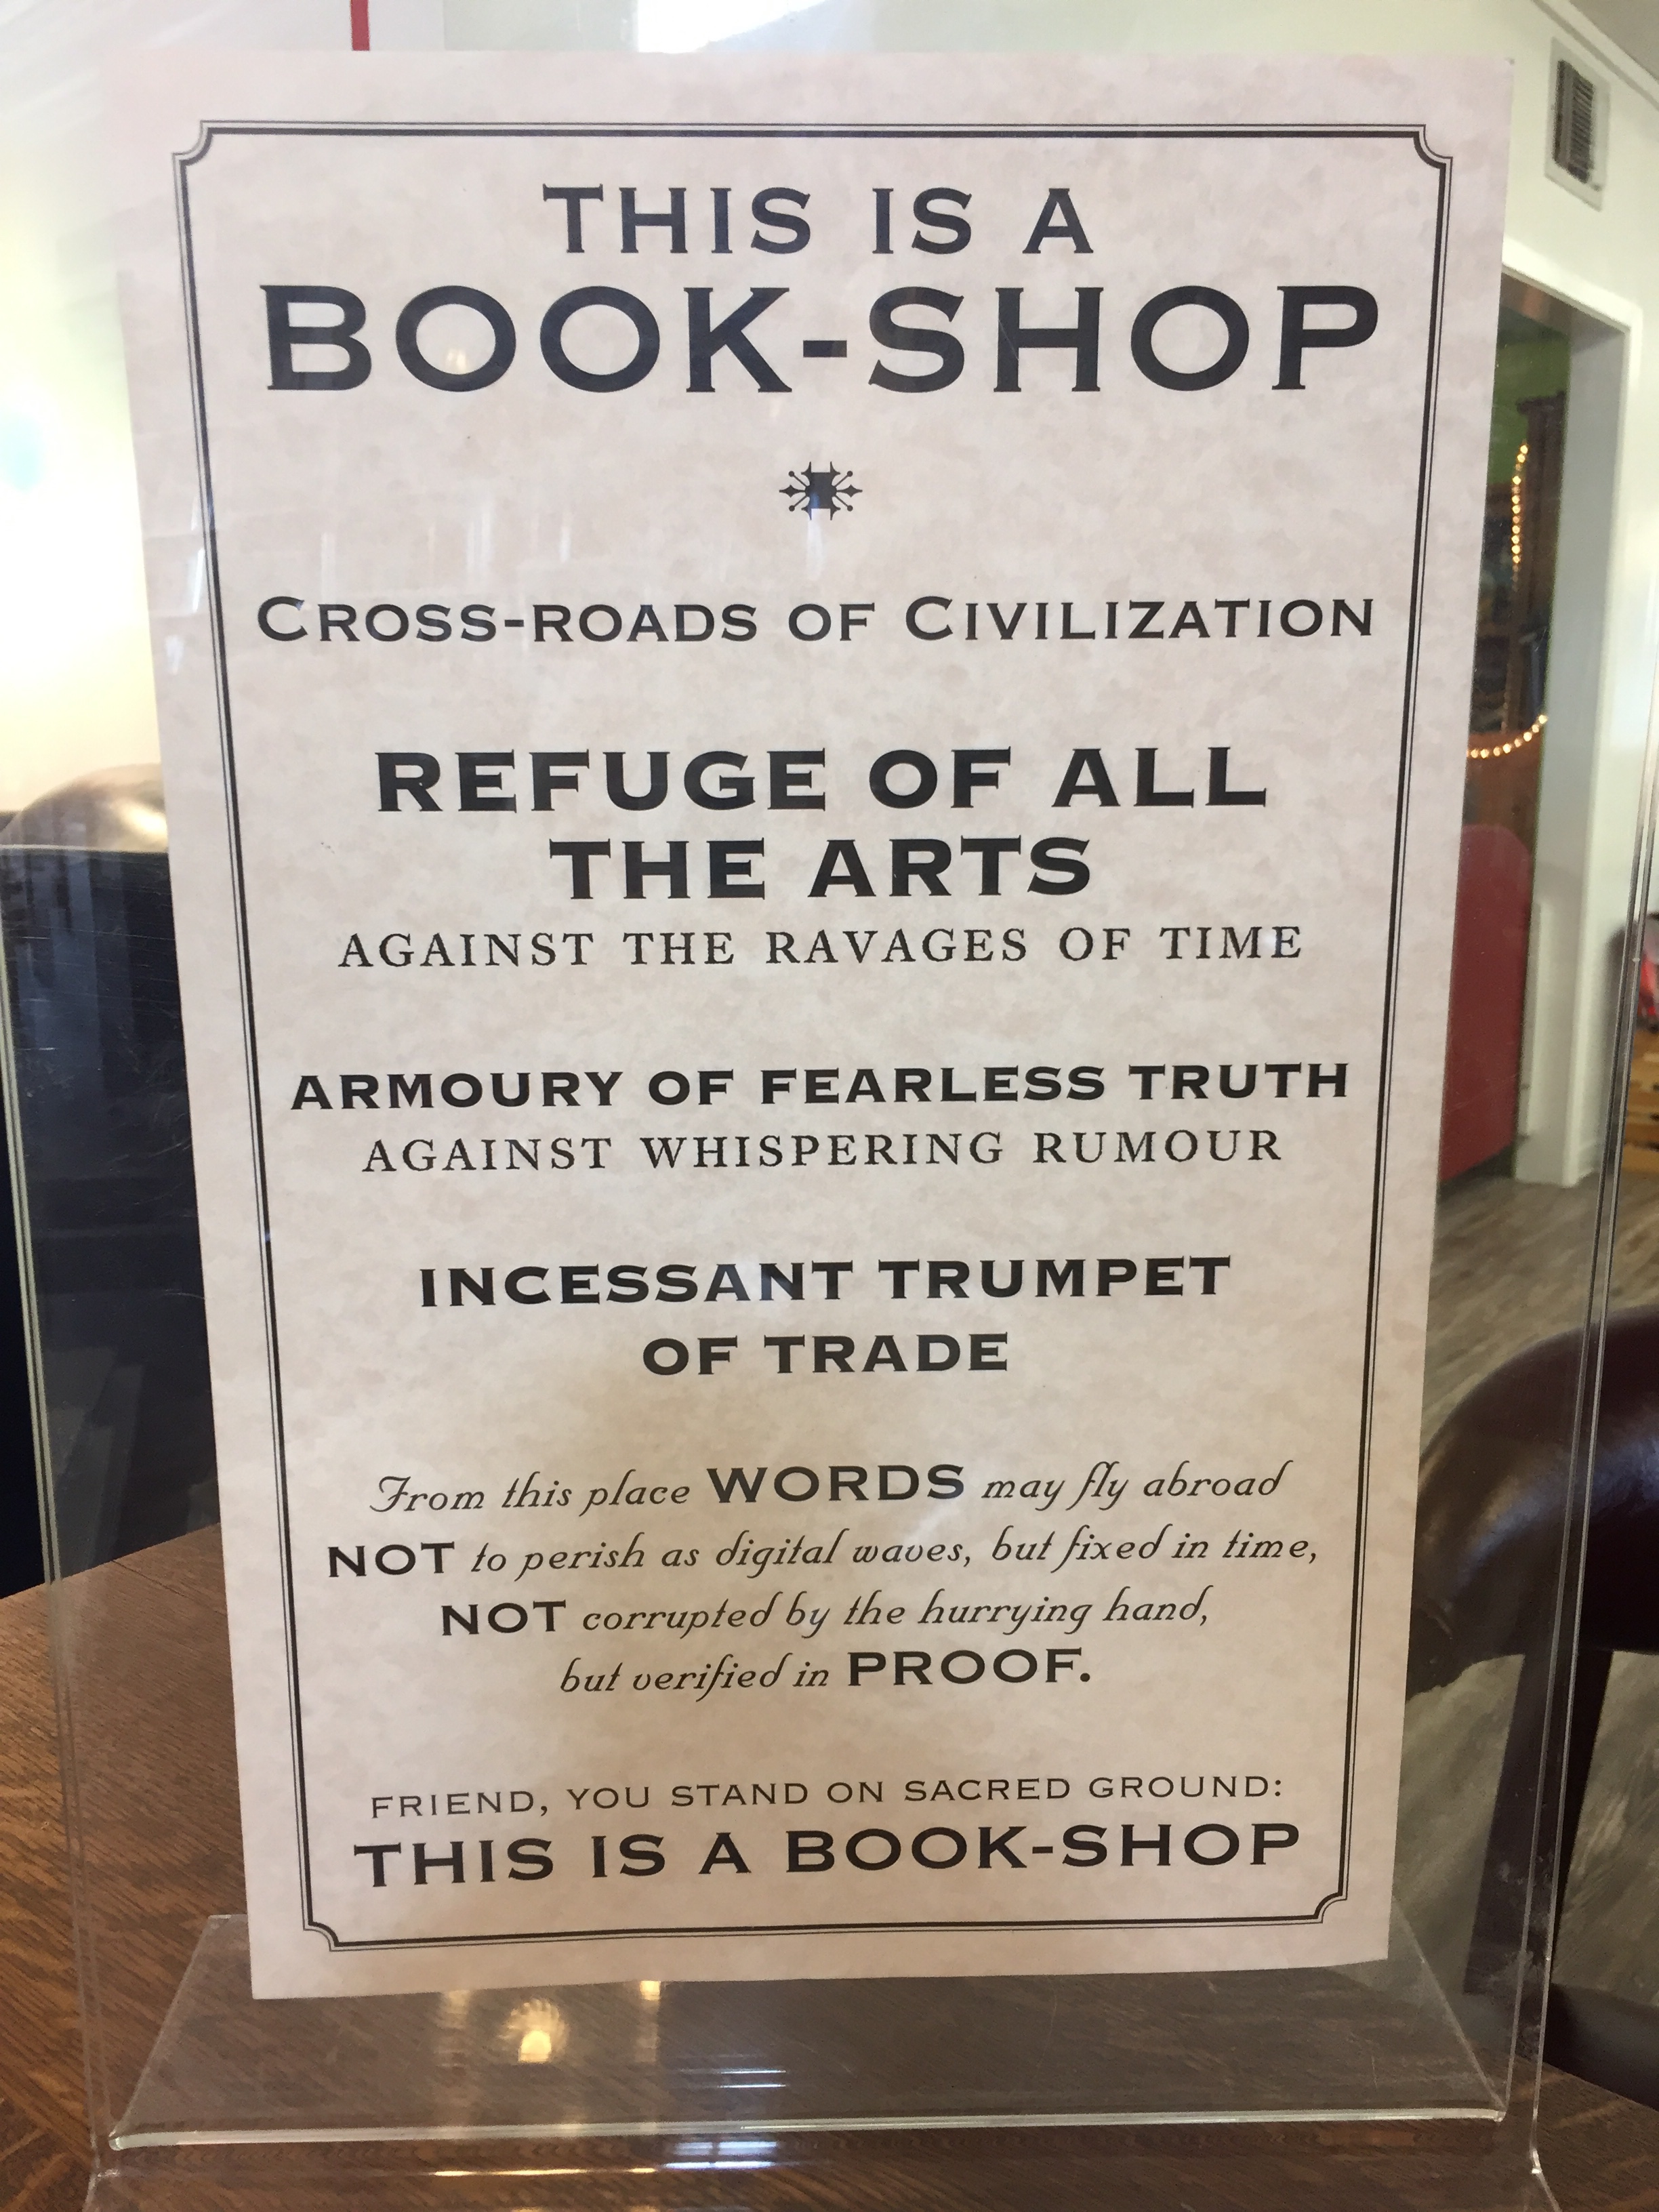 THIS IS A
BOOK-SHOP
CROSS-ROADS OF CIVILIZATION
REFUGE OF ALL
THE ARTS
AGAINST THE RAVAGES OF TIME
ARMOURY OF FEARLESS TRUTH
AGAINST WHISPERING RUMOUR
INCESSANT TRUMPET
OF TRADE
From this place WORDS may fly abroad
NOT to perish as digital waves, but fixed in time,
NOT corrupted by the hurrying hand,
but verified in PROOF.
FRIEND, YOU STAND ON SACRED GROUND:
THIS IS A BOOK-SHOP